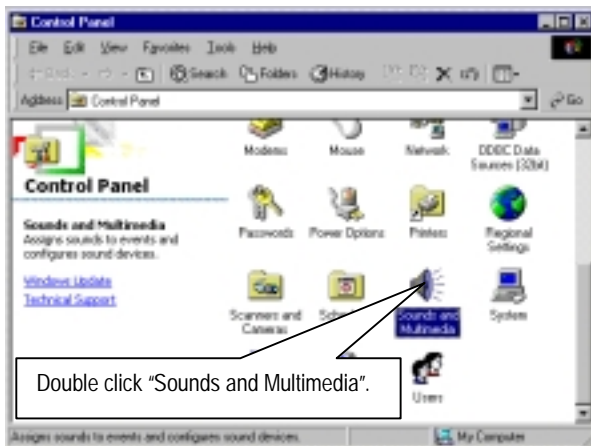 Control Panel
File Edit View Favorites Tools Help
Back Search Folders History
Address Control Panel Go
Modems Mouse Network ODBC Data
Sources (32bit)
Control Panel
Sounds and Multimedia
Assigns sounds to events and
configures sound devices.
Windows Update
Technical Support
Passwords Power Options Printers Regional
Settings
Scanners and
Cameras
Sounds and
Multimedia
System
Double click “Sounds and Multimedia”.
Users
Assigns sounds to events and configures sound devices. My Computer